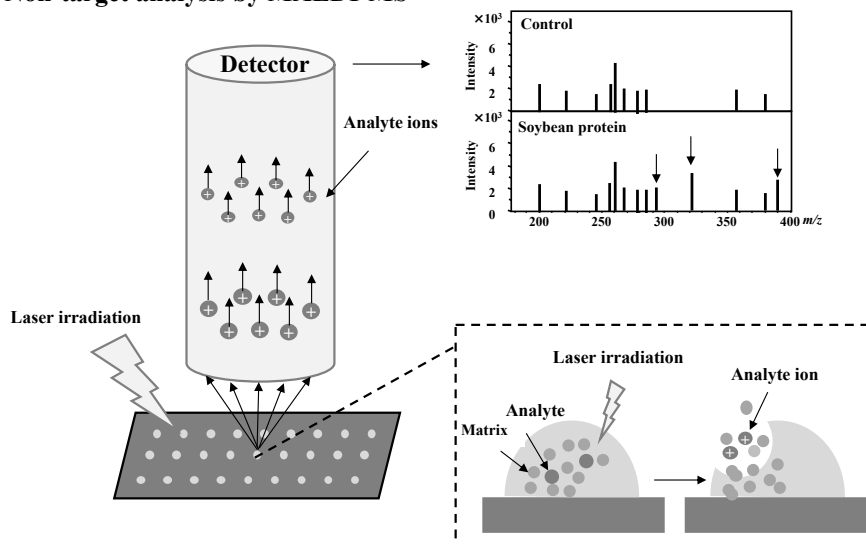 Non-target analysis by MALDI-MS
Detector
Analyte ions
Laser irradiation
×10³
Control
Intensity
6
4
2
0
×10³
Soybean protein
Intensity
6
4
2
0
200 250 300 350 400 m/z
Laser irradiation
Analyte
Matrix
Analyte ion